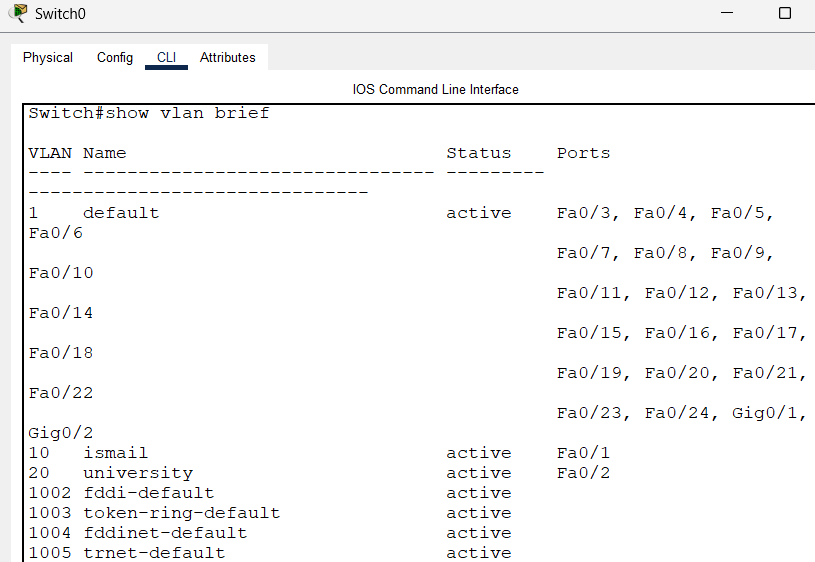 Switch0
Physical Config CLI Attributes
IOS Command Line Interface
Switch#show vlan brief
VLAN Name Status Ports
---- -------------------------------- ---------
-------------------------------
1 default active Fa0/3, Fa0/4, Fa0/5,
Fa0/6
Fa0/7, Fa0/8, Fa0/9,
Fa0/10
Fa0/11, Fa0/12, Fa0/13,
Fa0/14
Fa0/15, Fa0/16, Fa0/17,
Fa0/18
Fa0/19, Fa0/20, Fa0/21,
Fa0/22
Fa0/23, Fa0/24, Gig0/1,
Gig0/2
10 ismail active Fa0/1
20 university active Fa0/2
1002 fddi-default active
1003 token-ring-default active
1004 fddinet-default active
1005 trnet-default active